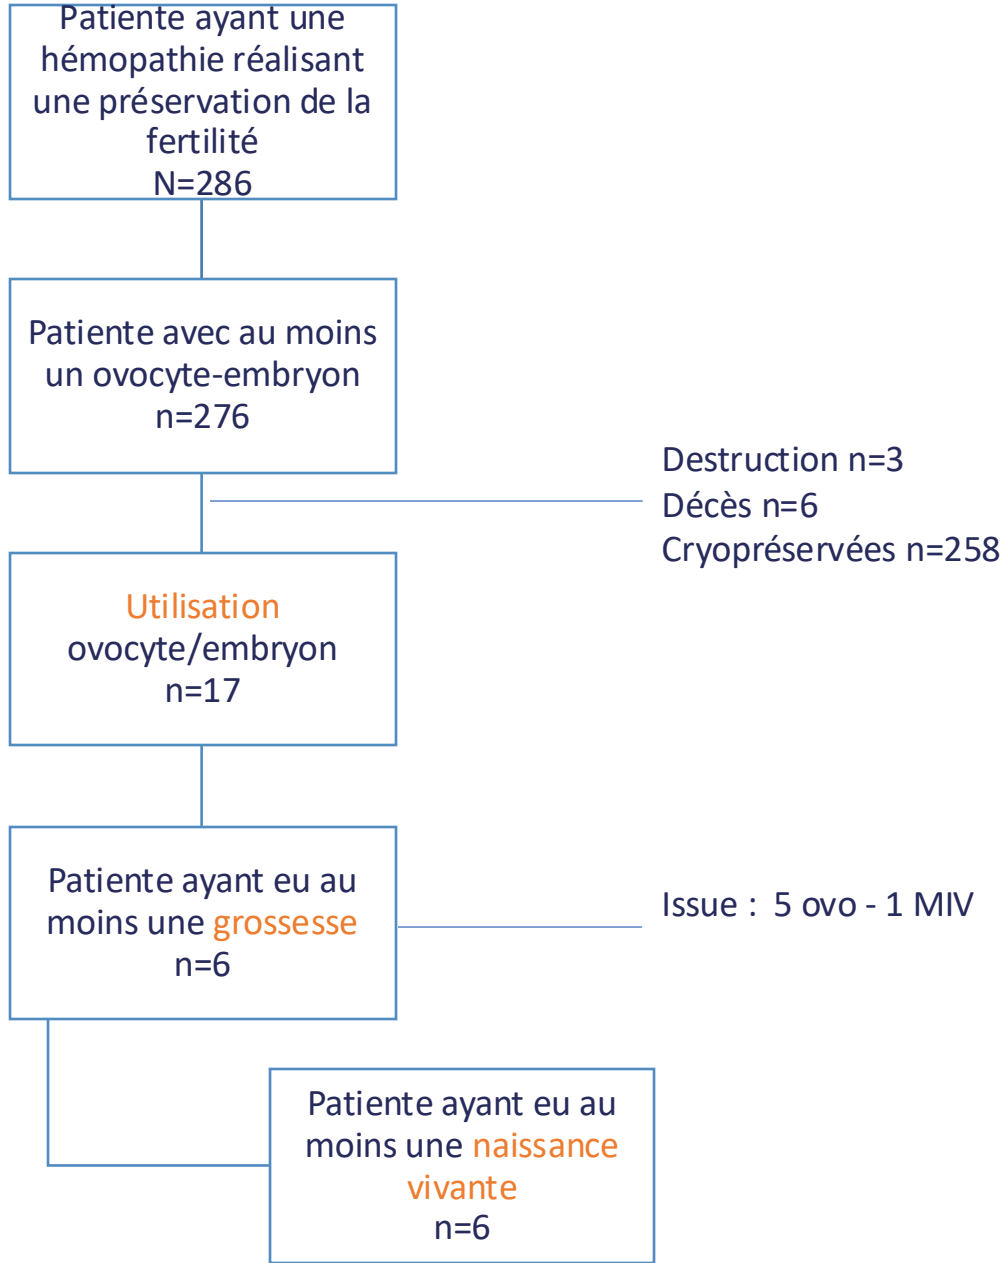 Patiente ayant une
hémopathie réalisant
une préservation de la
fertilité
N=286
Patiente avec au moins
un ovocyte-embryon
n=276
Destruction n=3
Décès n=6
Cryopréservées n=258
Utilisation
ovocyte/embryon
n=17
Patiente ayant eu au
moins une grossesse
n=6
Issue : 5 ovo - 1 MIV
Patiente ayant eu au
moins une naissance
vivante
n=6